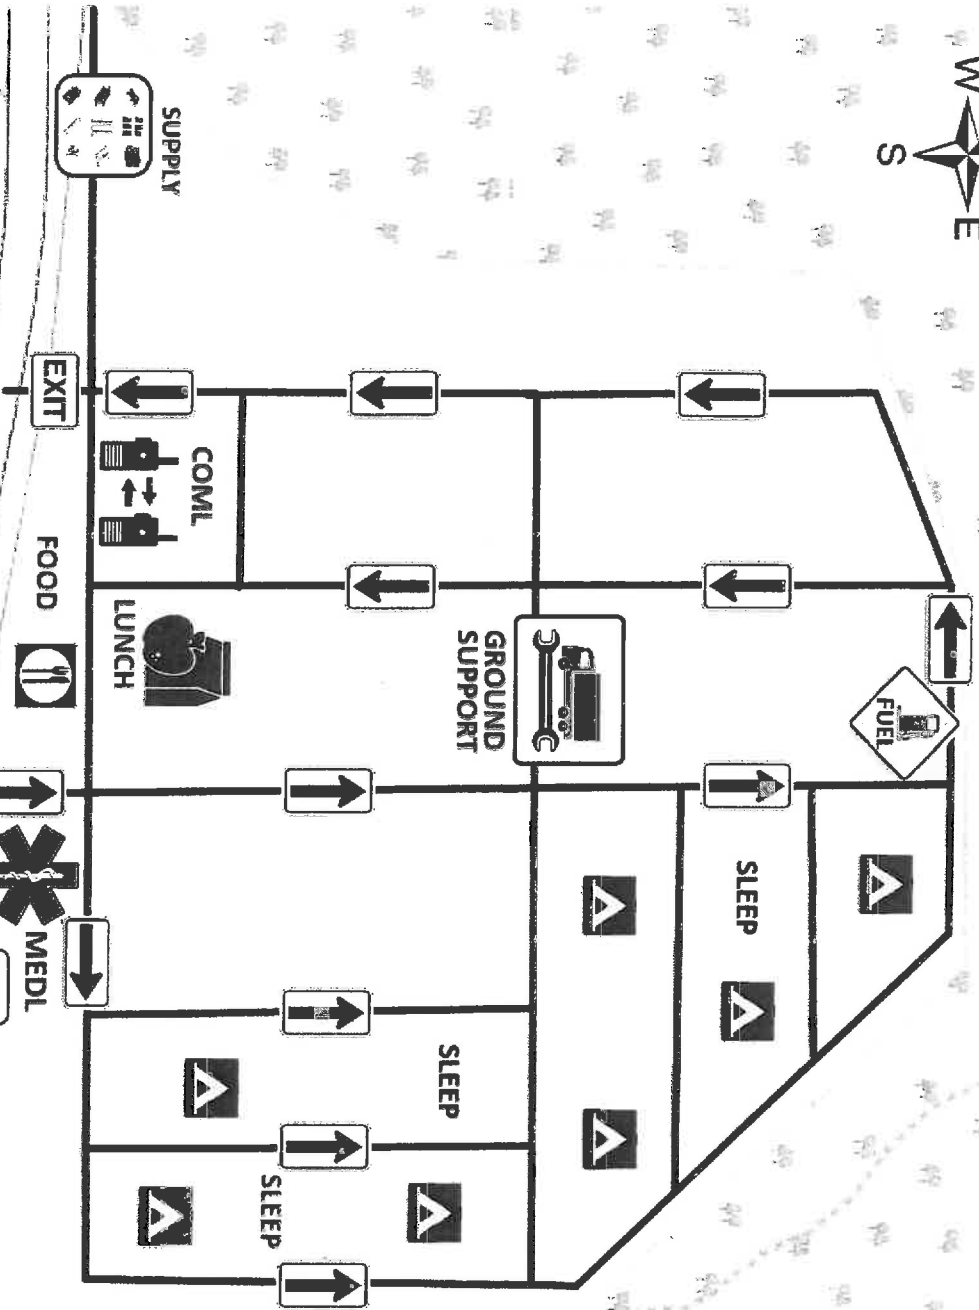 W
S
E
SUPPLY
EXIT
COML
FOOD
LUNCH
GROUND
SUPPORT
FUEL
SLEEP
MEDL
SLEEP
SLEEP